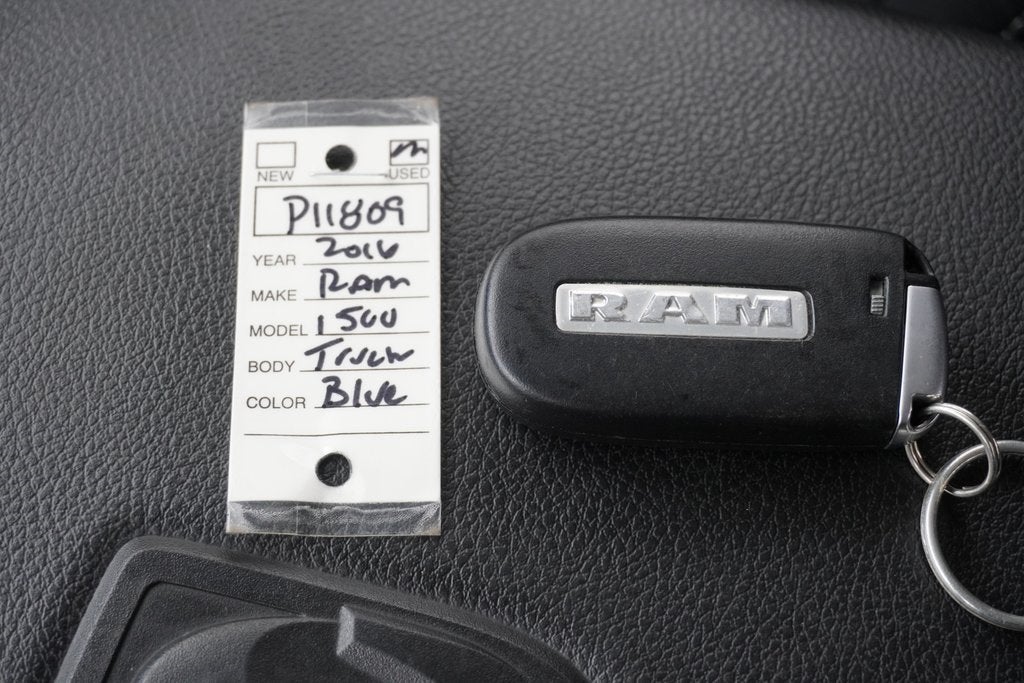 NEW USED
P11809
YEAR 2016
MAKE Ram
MODEL 1500
BODY Truck
COLOR Blue
RAM